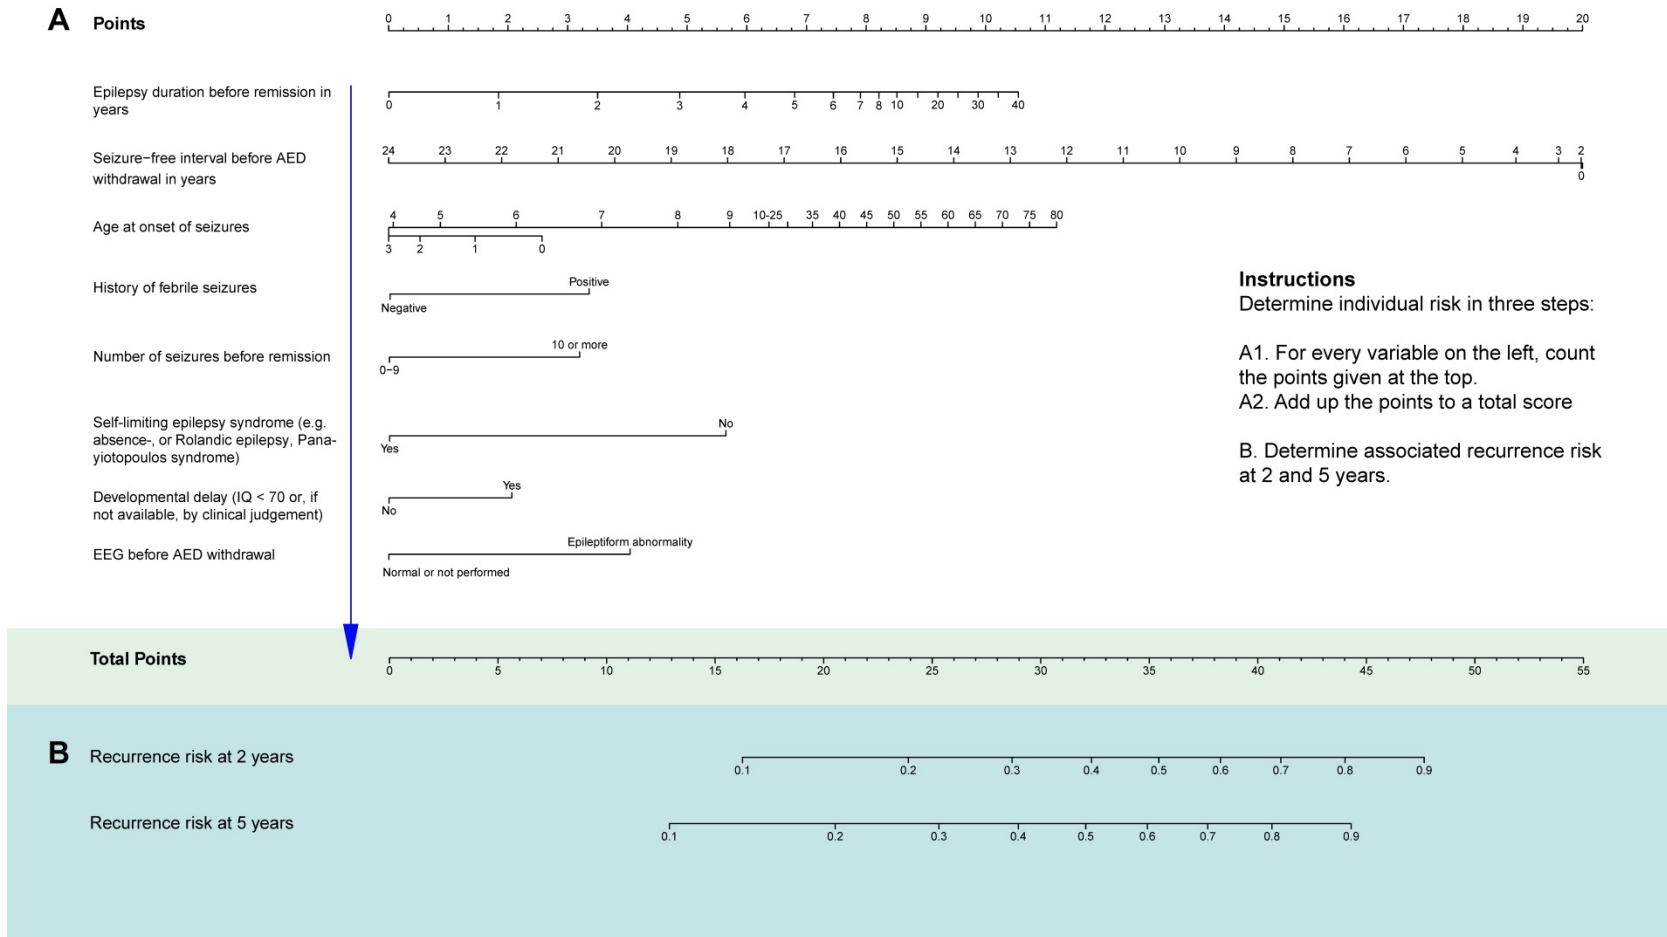 A Points 0 1 2 3 4 5 6 7 8 9 10 11 12 13 14 15 16 17 18 19 20
Epilepsy duration before remission in
years
0 1 2 3 4 5 6 7 8 10 20 30 40
24 23 22 21 20 19 18 17 16 15 14 13 12 11 10 9 8 7 6 5 4 3 2
Seizure−free interval before AED
withdrawal in years
0
4 5 6 7 8 9 10-25 35 40 45 50 55 60 65 70 75 80
Age at onset of seizures
3 2 1 0
History of febrile seizures
Positive
Negative
Number of seizures before remission
10 or more
0−9
Self-limiting epilepsy syndrome (e.g.
absence-, or Rolandic epilepsy, Pana-
yiotopoulos syndrome)
No
Yes
Developmental delay (IQ < 70 or, if
not available, by clinical judgement)
Yes
No
EEG before AED withdrawal
Epileptiform abnormality
Normal or not performed
Instructions
Determine individual risk in three steps:
A1. For every variable on the left, count
the points given at the top.
A2. Add up the points to a total score
B. Determine associated recurrence risk
at 2 and 5 years.
Total Points
0 5 10 15 20 25 30 35 40 45 50 55
B Recurrence risk at 2 years
0.1 0.2 0.3 0.4 0.5 0.6 0.7 0.8 0.9
Recurrence risk at 5 years
0.1 0.2 0.3 0.4 0.5 0.6 0.7 0.8 0.9